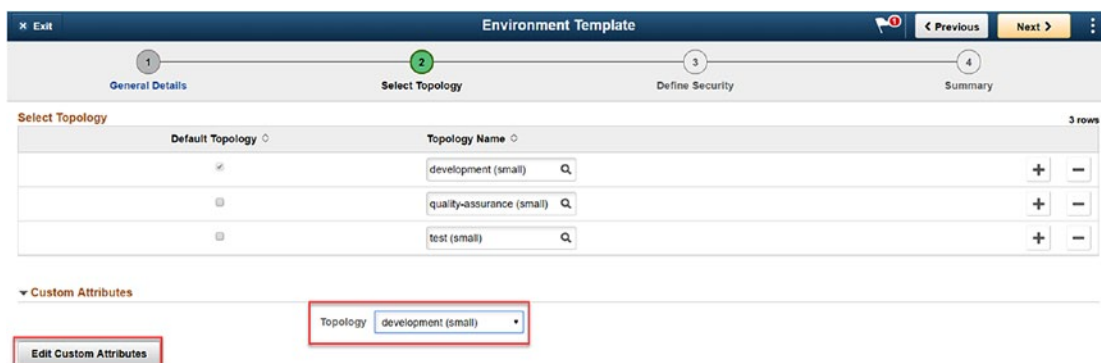 × Exit Environment Template 1 < Previous Next >
1 2 3 4
General Details Select Topology Define Security Summary
Select Topology 3 rows
Default Topology Topology Name
development (small)
quality-assurance (small)
test (small)
Custom Attributes
Topology development (small)
Edit Custom Attributes